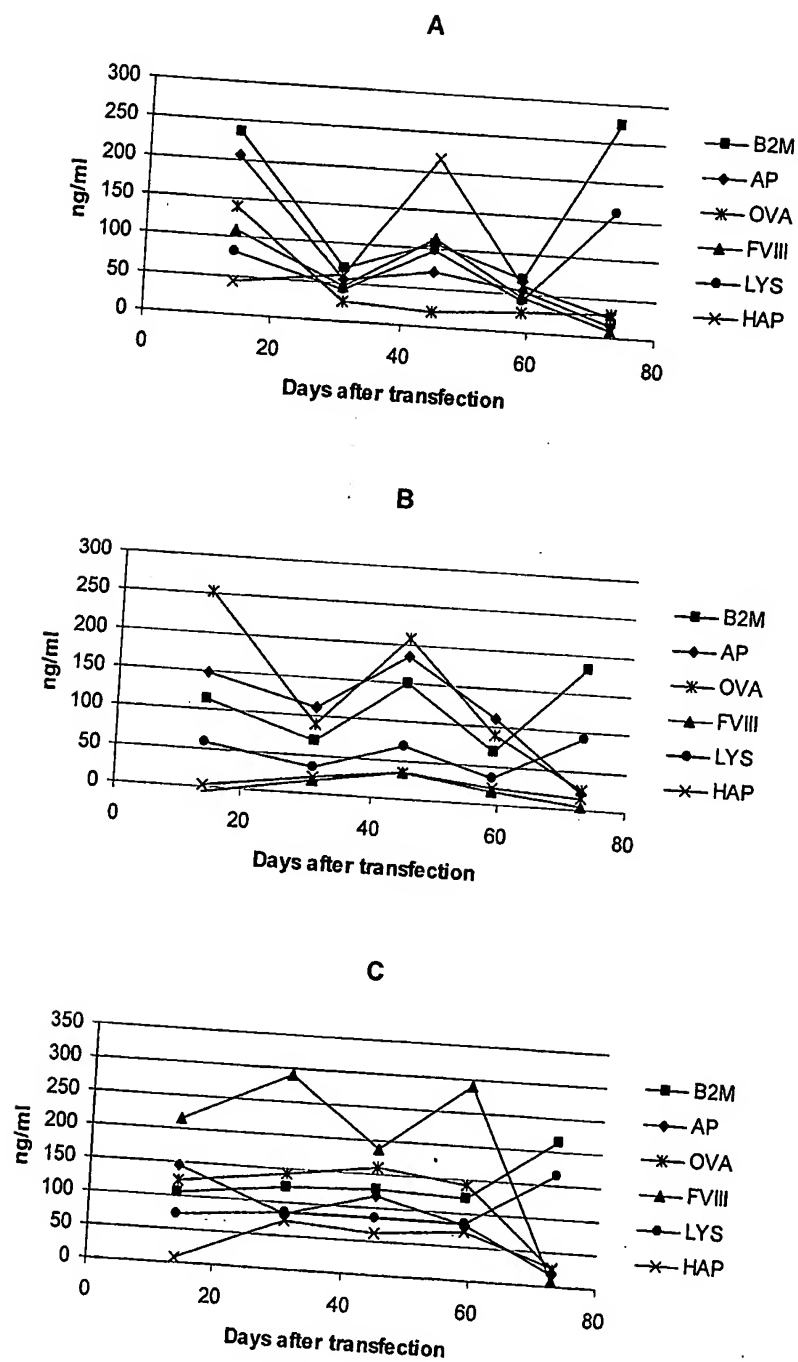 A
300
250
200
150
100
50
0
ng/ml
0 20 40 60 80
Days after transfection
B2M
AP
OVA
FVIII
LYS
HAP
B
300
250
200
150
100
50
0
ng/ml
0 20 40 60 80
Days after transfection
B2M
AP
OVA
FVIII
LYS
HAP
C
350
300
250
200
150
100
50
0
ng/ml
0 20 40 60 80
Days after transfection
B2M
AP
OVA
FVIII
LYS
HAP